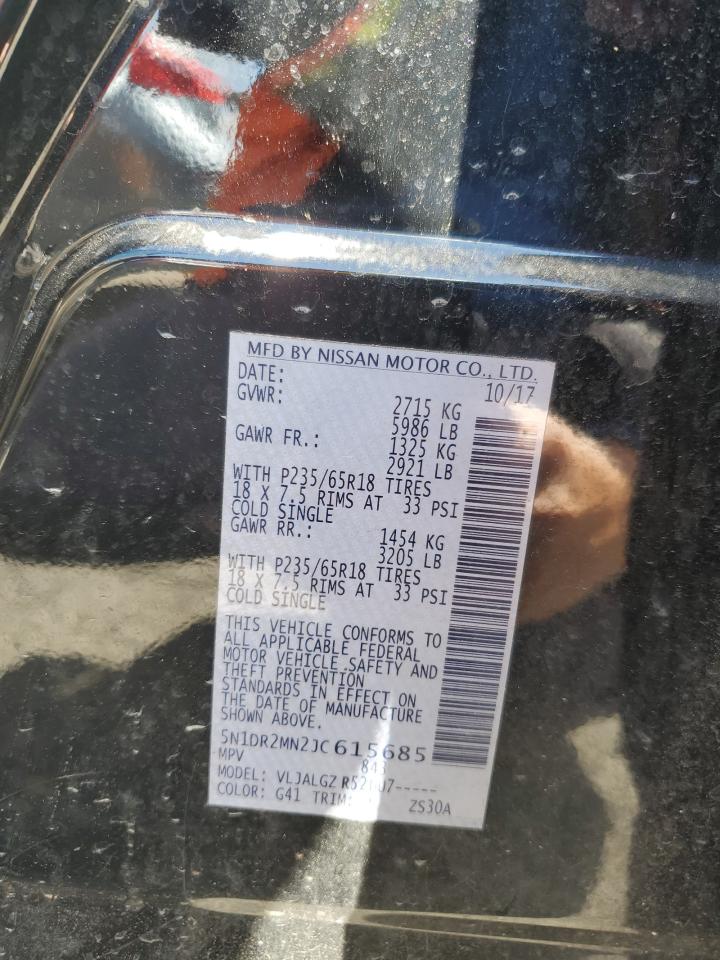 MFD BY NISSAN MOTOR CO., LTD.
DATE: 10/17
GVWR: 2715 KG
5986 LB
GAWR FR.: 1325 KG
2921 LB
WITH P235/65R18 TIRES
18 X 7.5 RIMS AT 33 PSI
COLD SINGLE
GAWR RR.: 1454 KG
3205 LB
WITH P235/65R18 TIRES
18 X 7.5 RIMS AT 33 PSI
COLD SINGLE
THIS VEHICLE CONFORMS TO
ALL APPLICABLE FEDERAL
MOTOR VEHICLE SAFETY AND
THEFT PREVENTION
STANDARDS IN EFFECT ON
THE DATE OF MANUFACTURE
SHOWN ABOVE.
5N1DR2MN2JC615685
MPV 843
MODEL: VLJALGZ
COLOR: G41 TRIM: ZS30A